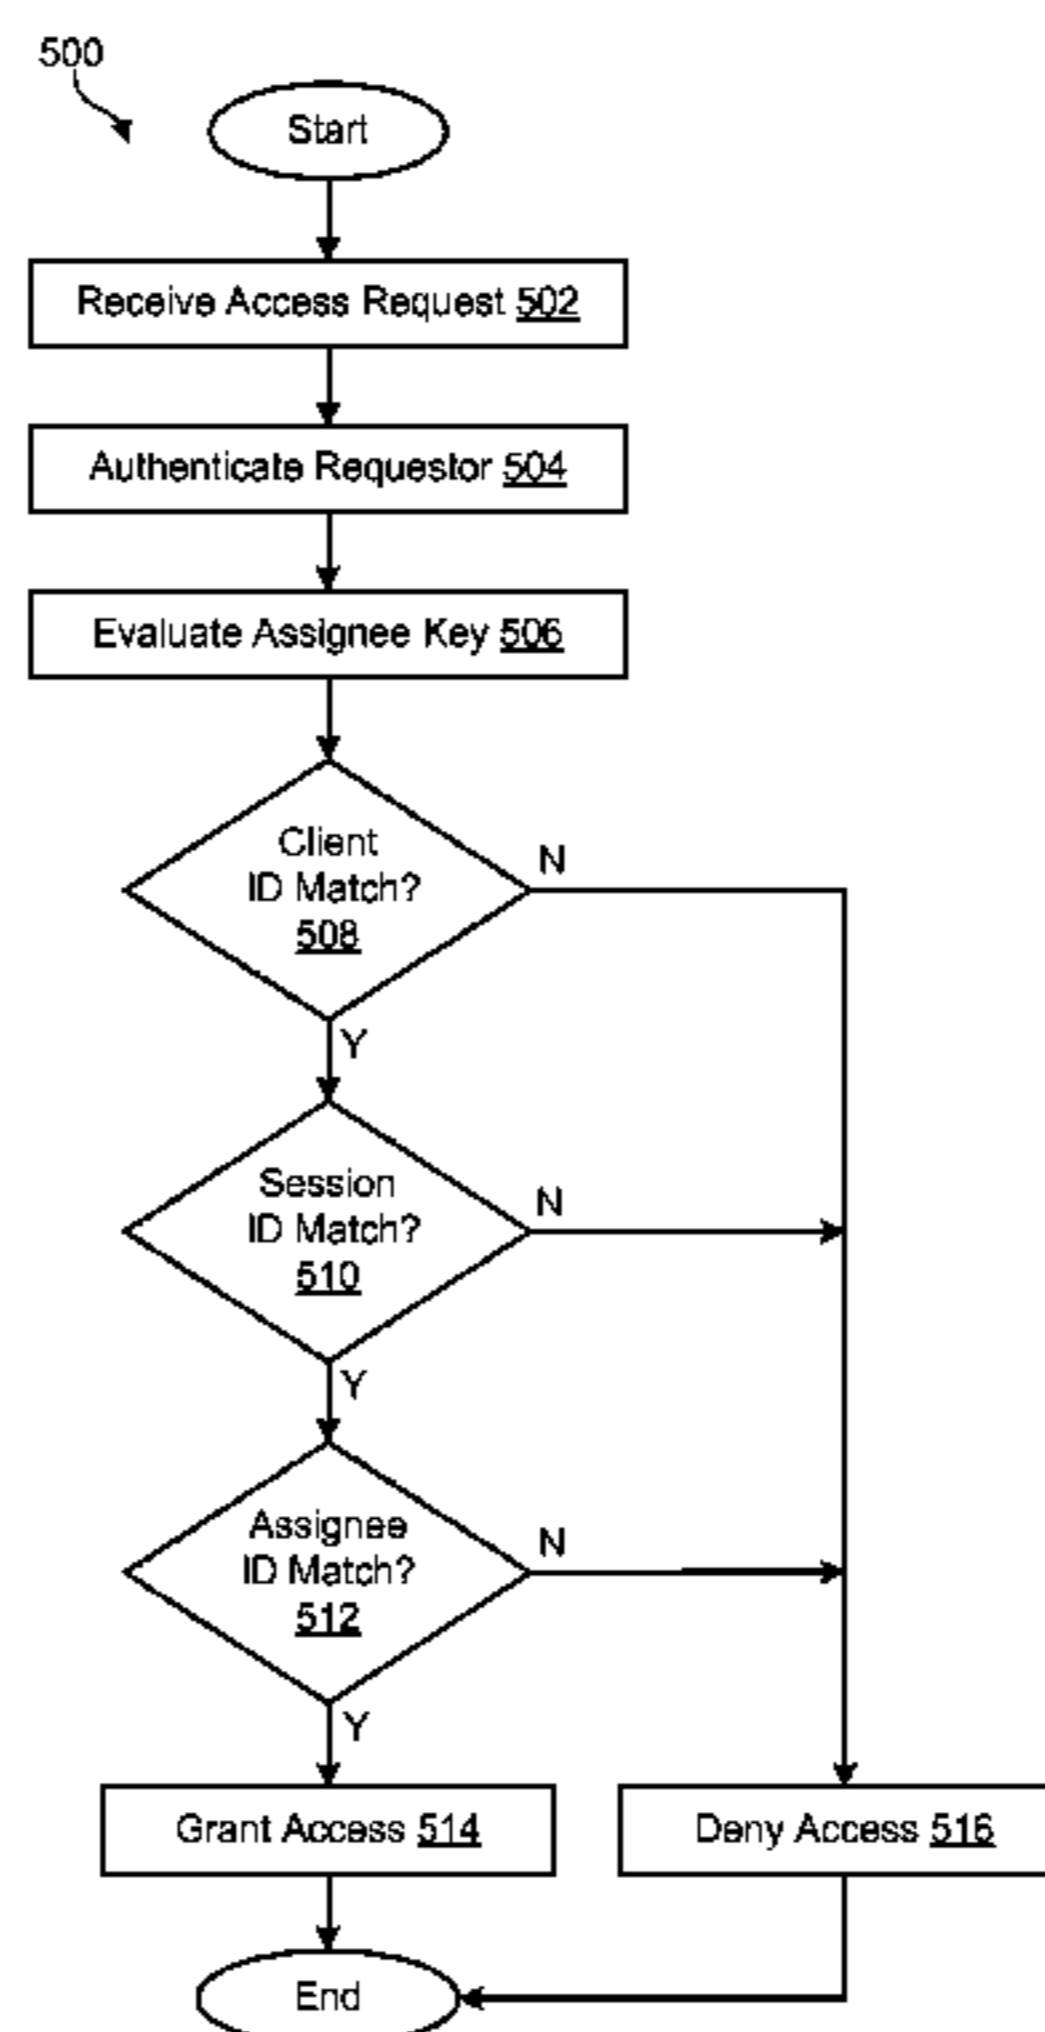 500
Start
Receive Access Request 502
Authenticate Requestor 504
Evaluate Assignee Key 506
Client
ID Match?
508
N
Y
Session
ID Match?
510
N
Y
Assignee
ID Match?
512
N
Y
Grant Access 514
Deny Access 516
End